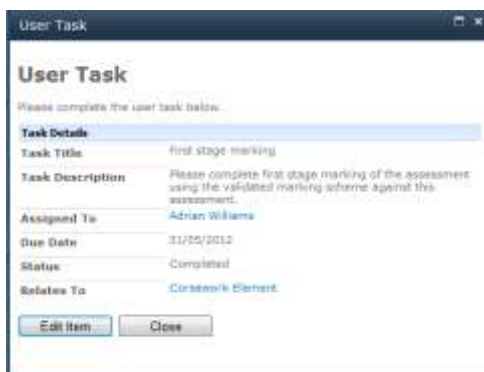 User Task
User Task
Please complete the user task below.
Task Details
Task Title First stage marking
Task Description Please complete first stage marking of the assessment
using the validated marking scheme against this
assessment.
Assigned To Adrian Williams
Due Date 31/05/2012
Status Completed
Relates To Coursework Element
Edit Item Close